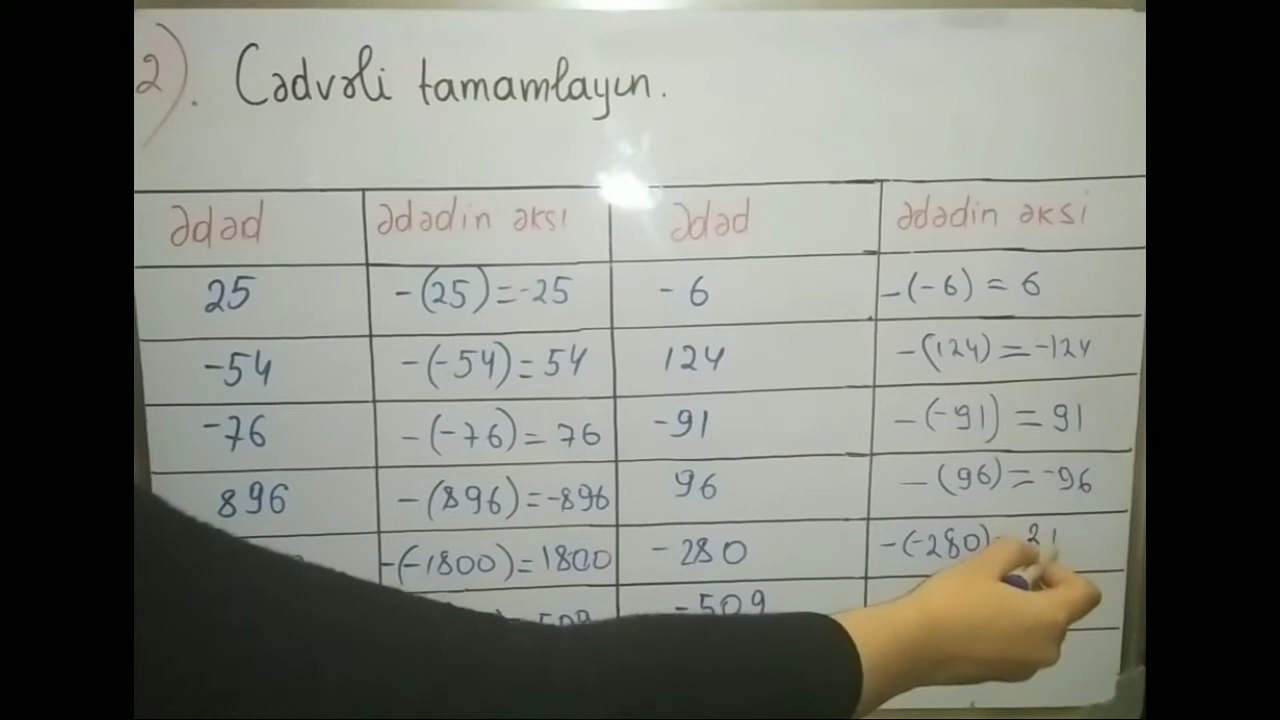 2). Cədvəli tamamlayın.
Ədəd Ədədin əksi Ədəd Ədədin əksi
25 -(25)=-25 -6 -(-6)=6
-54 -(-54)=54 124 -(124)=-124
-76 -(-76)=76 -91 -(-91)=91
896 -(896)=-896 96 -(96)=-96
-(-1800)=1800 -280 -(-280)
-509